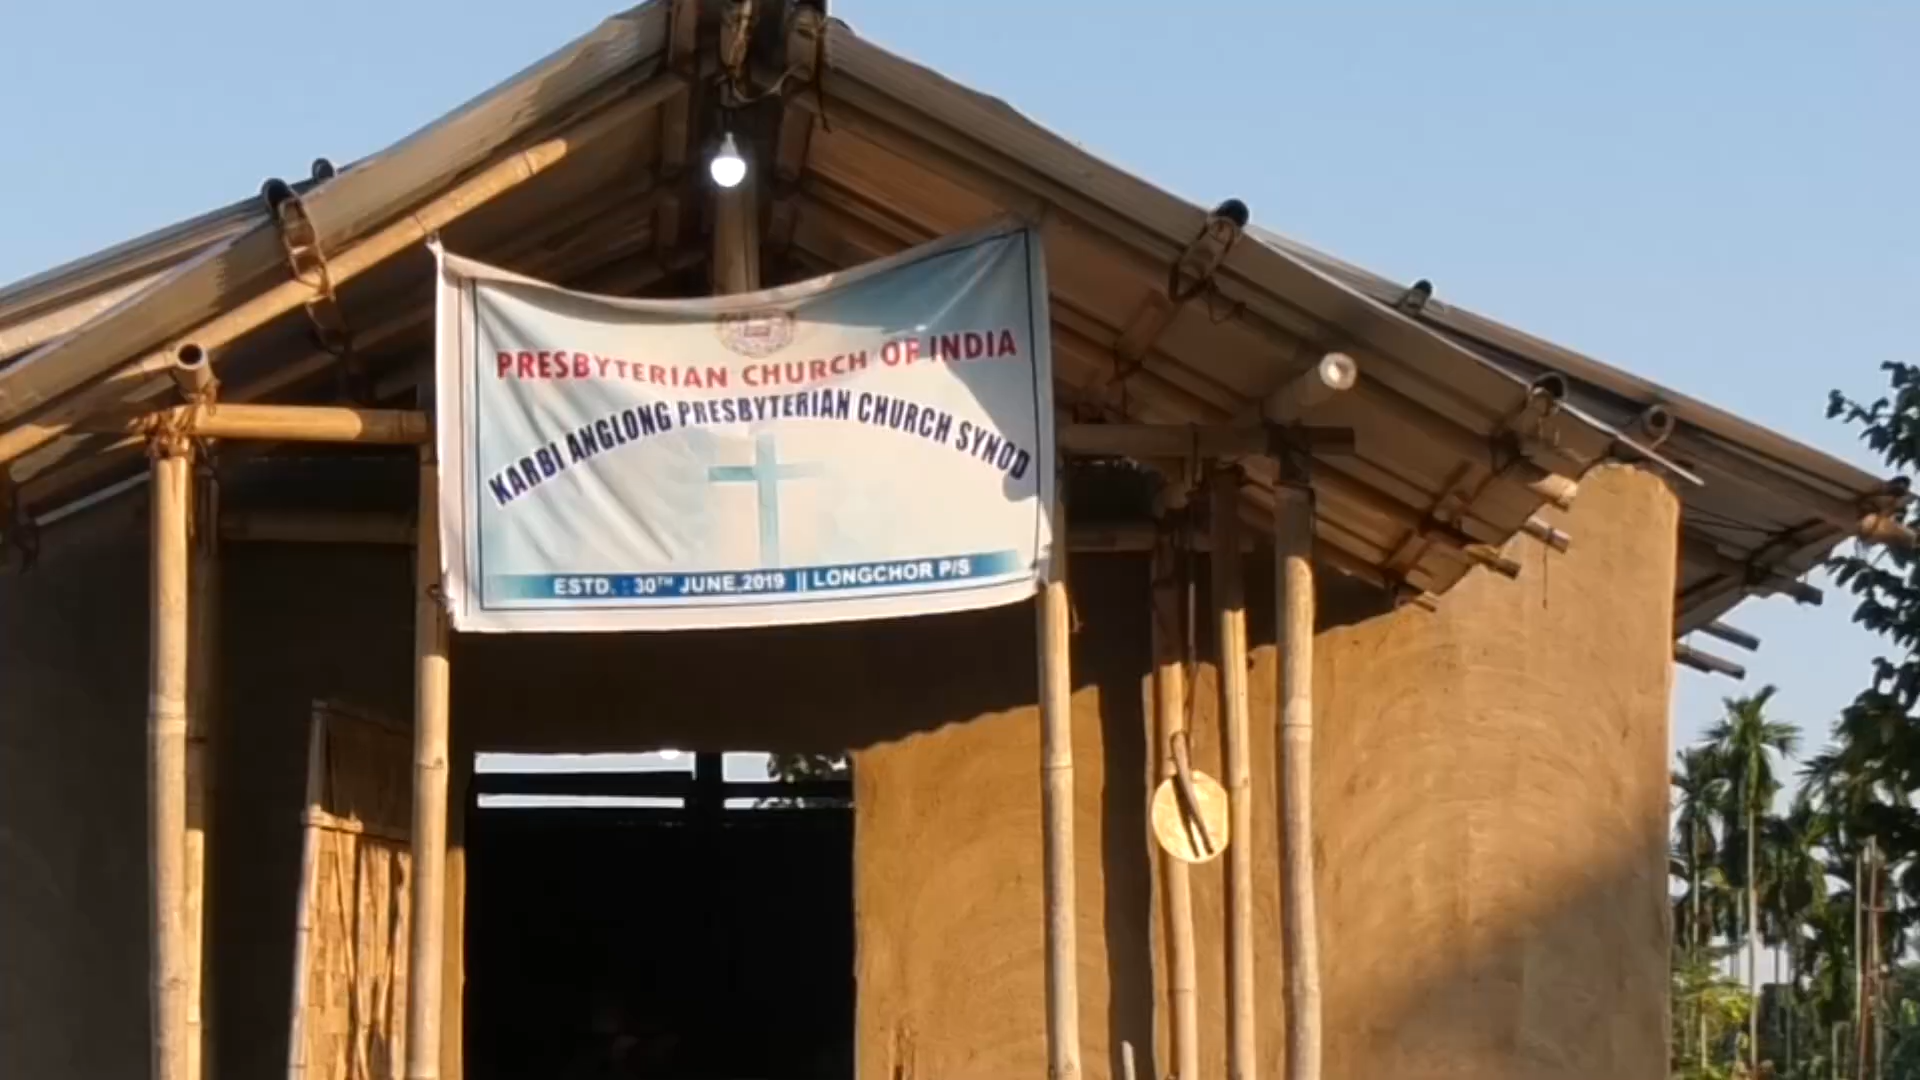 PRESBYTERIAN CHURCH OF INDIA
KARBI ANGLONG PRESBYTERIAN CHURCH SYNOD
ESTD. : 30TH JUNE,2019 || LONGCHOR P/S